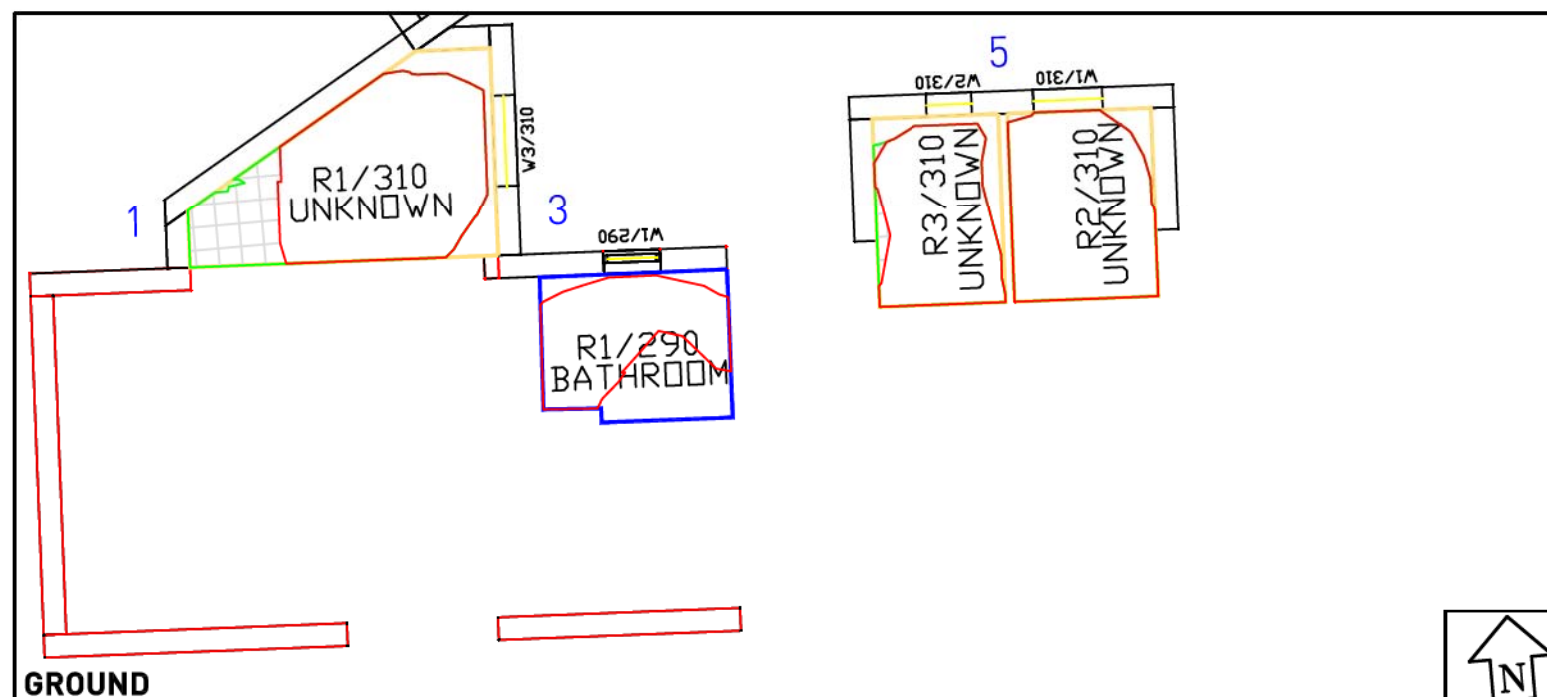 5
W2/310
W1/310
W3/310
R1/310
UNKNOWN
1
3
W1/290
R3/310
UNKNOWN
R2/310
UNKNOWN
R1/290
BATHROOM
GROUND
N